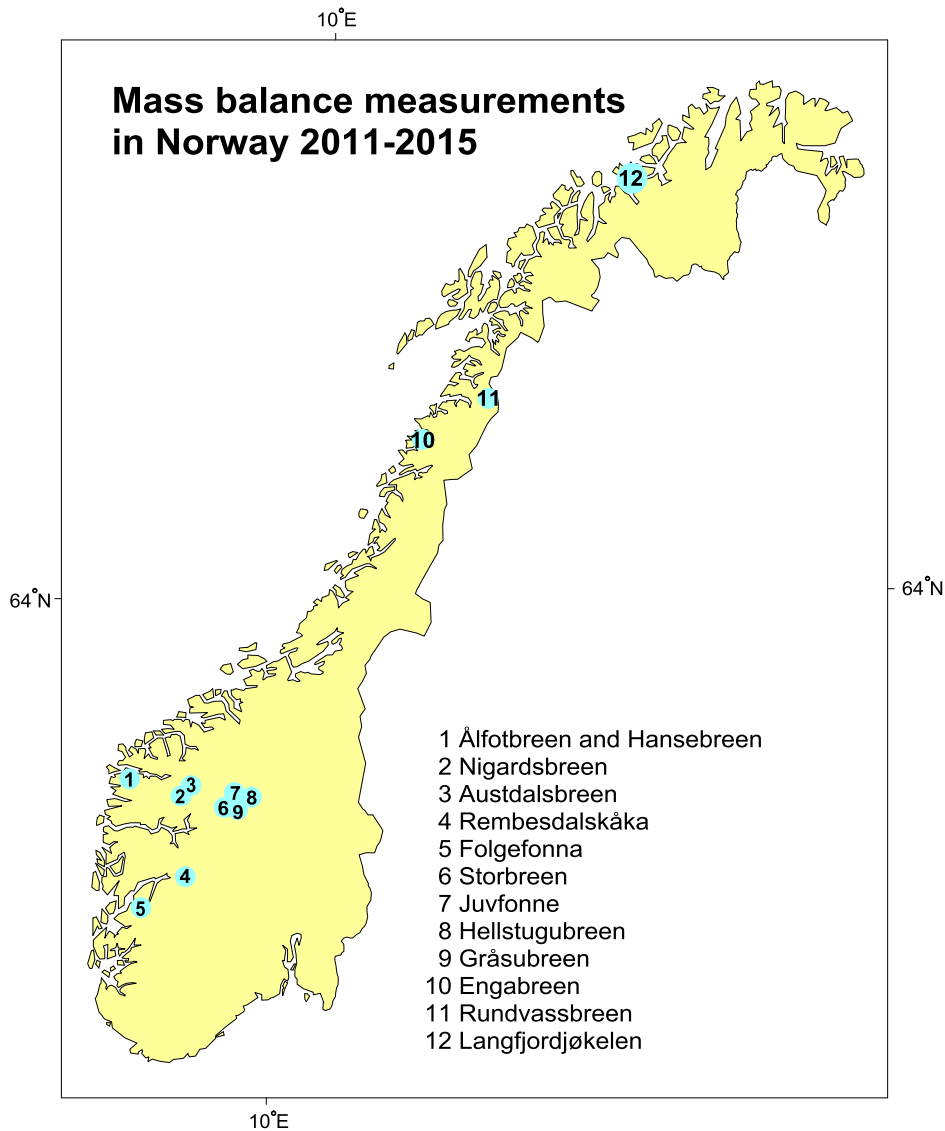 10°E
Mass balance measurements
in Norway 2011-2015
12
11
10
64°N
64°N
1
3
2
7
8
6
9
4
5
1 Ålfotbreen and Hansebreen
2 Nigardsbreen
3 Austdalsbreen
4 Rembesdalskåka
5 Folgefonna
6 Storbreen
7 Juvfonne
8 Hellstugubreen
9 Gråsubreen
10 Engabreen
11 Rundvassbreen
12 Langfjordjøkelen
10°E